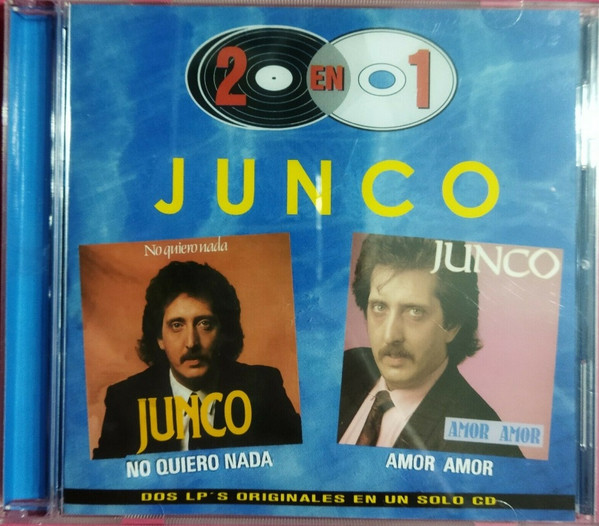 2 EN 1
JUNCO
No quiero nada
JUNCO
NO QUIERO NADA
JUNCO
AMOR AMOR
AMOR AMOR
DOS LP'S ORIGINALES EN UN SOLO CD